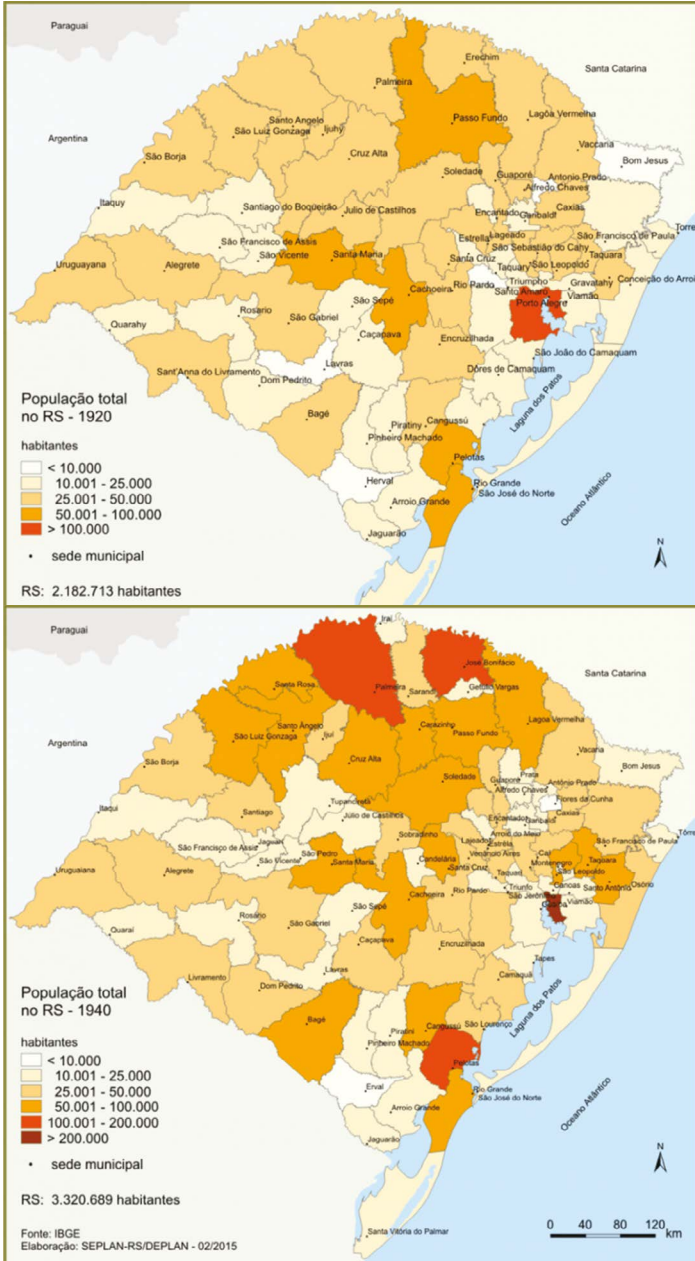 Paraguai
Santa Catarina
Argentina
Erechim
Palmeira
Passo Fundo
Lagôa Vermelha
Santo Angelo
São Luiz Gonzaga
Ijuhy
Vaccaria
Bom Jesus
São Borja
Cruz Alta
Soledade
Guaporé
Antonio Prado
Alfredo Chaves
Caxias
Itaquy
Santiago do Boqueirão
Julio de Castilhos
Encantado
Garibaldi
Torres
São Francisco de Assis
Estrella
Lageado
São Francisco de Paula
São Vicente
Santa Maria
São Sebastião do Cahy
Taquara
Uruguayana
Alegrete
Santa Cruz
Taquary
São Leopoldo
Conceição do Arroio
São Sepé
Cachoeira
Rio Pardo
Triumpho
Gravatahy
Santo Amaro
Viamão
Porto Alegre
Quarahy
Rosario
São Gabriel
Caçapava
Encruzilhada
São João do Camaquam
Sant'Anna do Livramento
Lavras
Dom Pedrito
Dôres de Camaquam
Laguna dos Patos
Bagé
Piratiny
Cangussú
Pinheiro Machado
Pelotas
Herval
Rio Grande
São José do Norte
Arroio Grande
Jaguarão
Oceano Atlântico
População total
no RS - 1920
habitantes
< 10.000
10.001 - 25.000
25.001 - 50.000
50.001 - 100.000
> 100.000
• sede municipal
RS: 2.182.713 habitantes
N
Paraguai
Santa Catarina
Argentina
Iraí
José Bonifácio
Santa Rosa
Palmeira
Sarandi
Getúlio Vargas
Santo Ângelo
São Luiz Gonzaga
Ijuí
Carazinho
Passo Fundo
Lagoa Vermelha
Cruz Alta
Vacaria
São Borja
Soledade
Guaporé
Prata
Bom Jesus
Alfredo Chaves
Antônio Prado
Itaqui
Santiago
Tupanciretã
Flores da Cunha
Júlio de Castilhos
Encantado
Garibaldi
Caxias
Sobradinho
Arroio do Meio
São Francisco de Paula
Torres
São Francisco de Assis
Jaguari
Lajeado
Estrêla
São Vicente
São Pedro
Santa Maria
Candelária
Venâncio Aires
Caí
Montenegro
Taquara
Uruguaiana
Alegrete
Santa Cruz
São Leopoldo
Cachoeira
Rio Pardo
Taquari
Santo Antônio
Osório
São Sepé
Triunfo
Canoas
São Jerônimo
Viamão
Guaíba
Quaraí
Rosário
São Gabriel
Caçapava
Encruzilhada
Tapes
Livramento
Lavras
Dom Pedrito
Camaquã
Laguna dos Patos
Bagé
Piratini
Cangussú
São Lourenço
Pinheiro Machado
Pelotas
Erval
Rio Grande
São José do Norte
Arroio Grande
Jaguarão
Oceano Atlântico
Santa Vitória do Palmar
População total
no RS - 1940
habitantes
< 10.000
10.001 - 25.000
25.001 - 50.000
50.001 - 100.000
100.001 - 200.000
> 200.000
• sede municipal
RS: 3.320.689 habitantes
Fonte: IBGE
Elaboração: SEPLAN-RS/DEPLAN - 02/2015
N
0 40 80 120
km